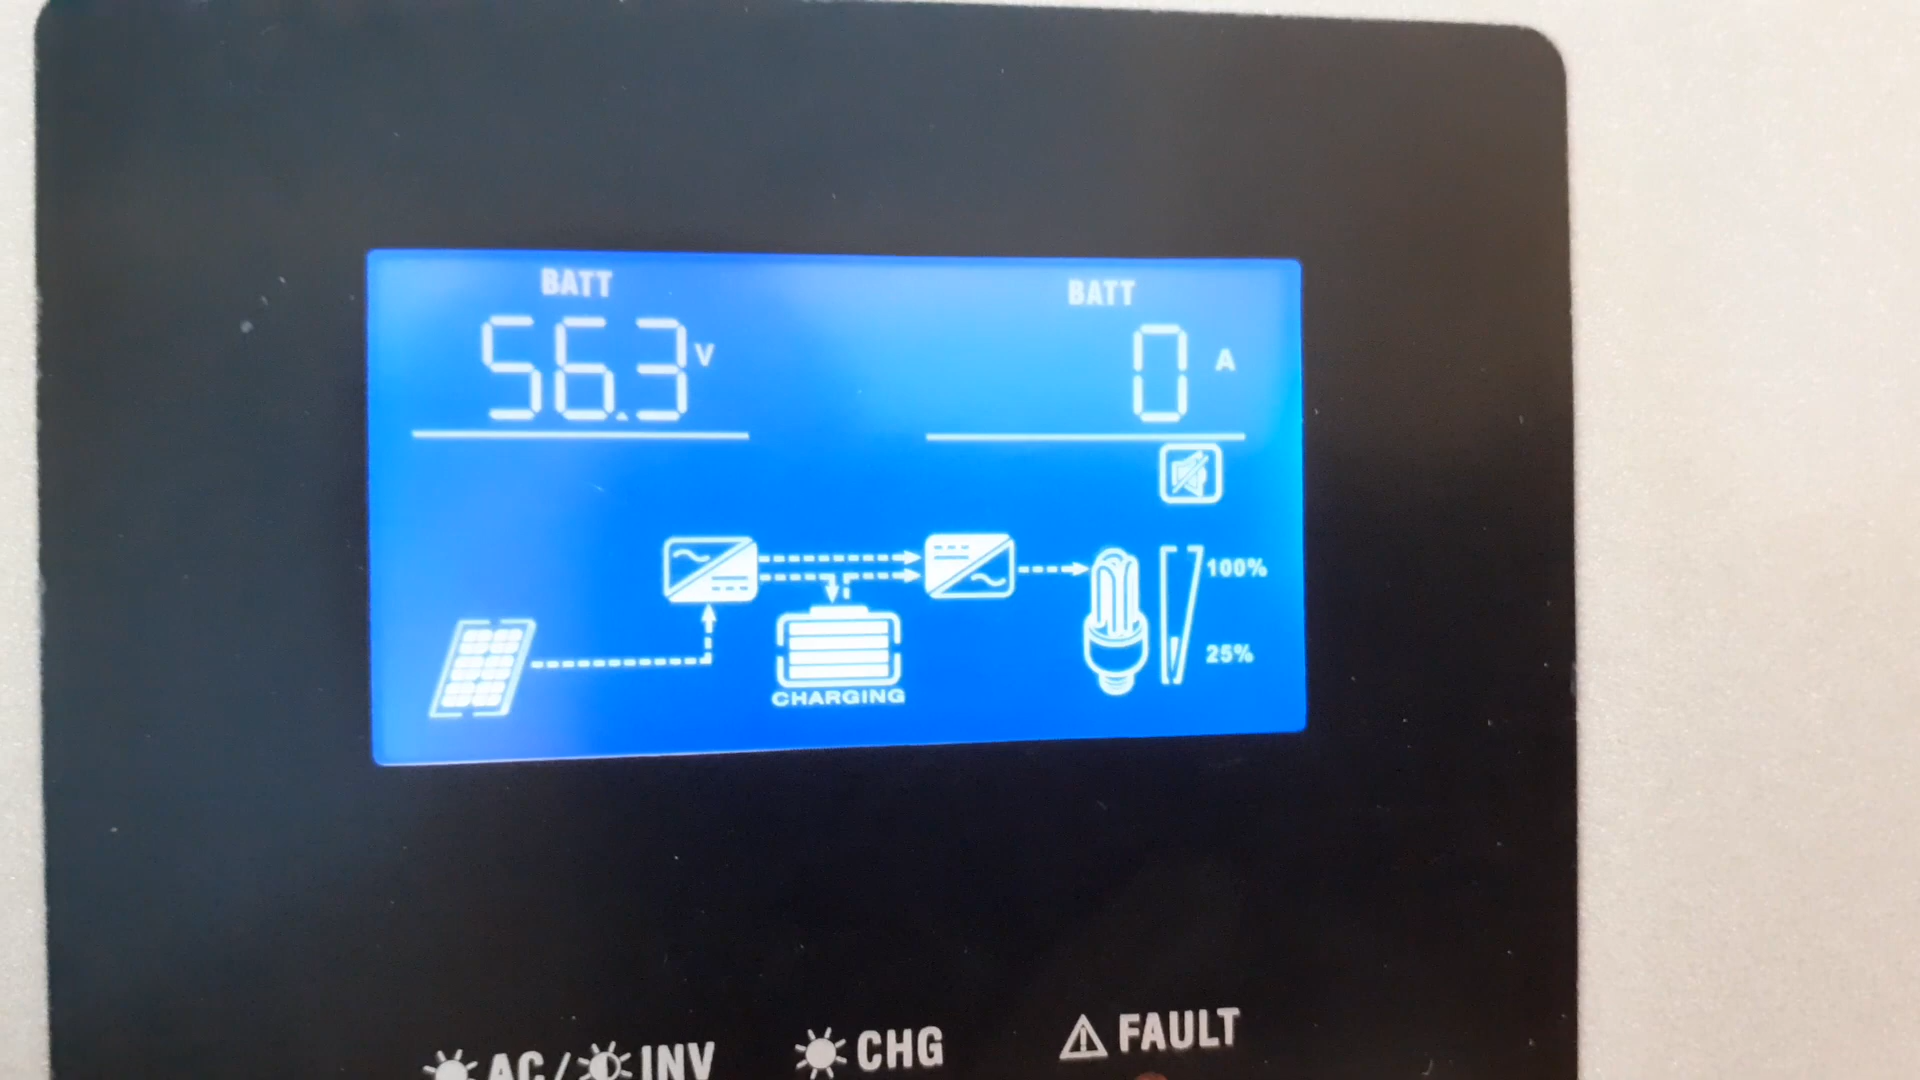 BATT BATT
56.3 V 0 A
100%
25%
CHARGING
AC/ INV CHG FAULT